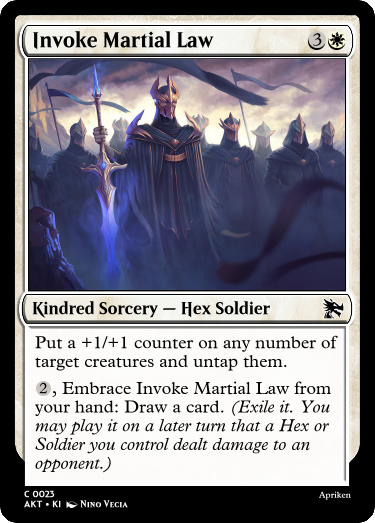 Invoke Martial Law 3
Kindred Sorcery — Hex Soldier
Put a +1/+1 counter on any number of
target creatures and untap them.
2, Embrace Invoke Martial Law from
your hand: Draw a card. (Exile it. You
may play it on a later turn that a Hex or
Soldier you control dealt damage to an
opponent.)
C 0023
AKT • KI Nino Vecia
Apriken